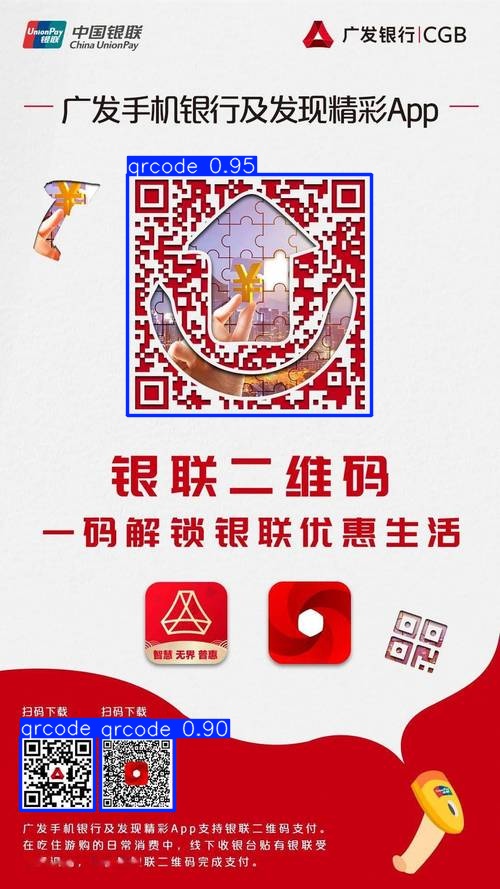 UnionPay
银联
中国银联
China UnionPay
广发银行|CGB
广发手机银行及发现精彩App
qrcode 0.95
银联二维码
一码解锁银联优惠生活
智慧 无界 普惠
扫码下载
扫码下载
qrcode
qrcode 0.90
广发手机银行及发现精彩App支持银联二维码支付。
在吃住游购的日常消费中，线下收银台贴有银联受
联二维码完成支付。